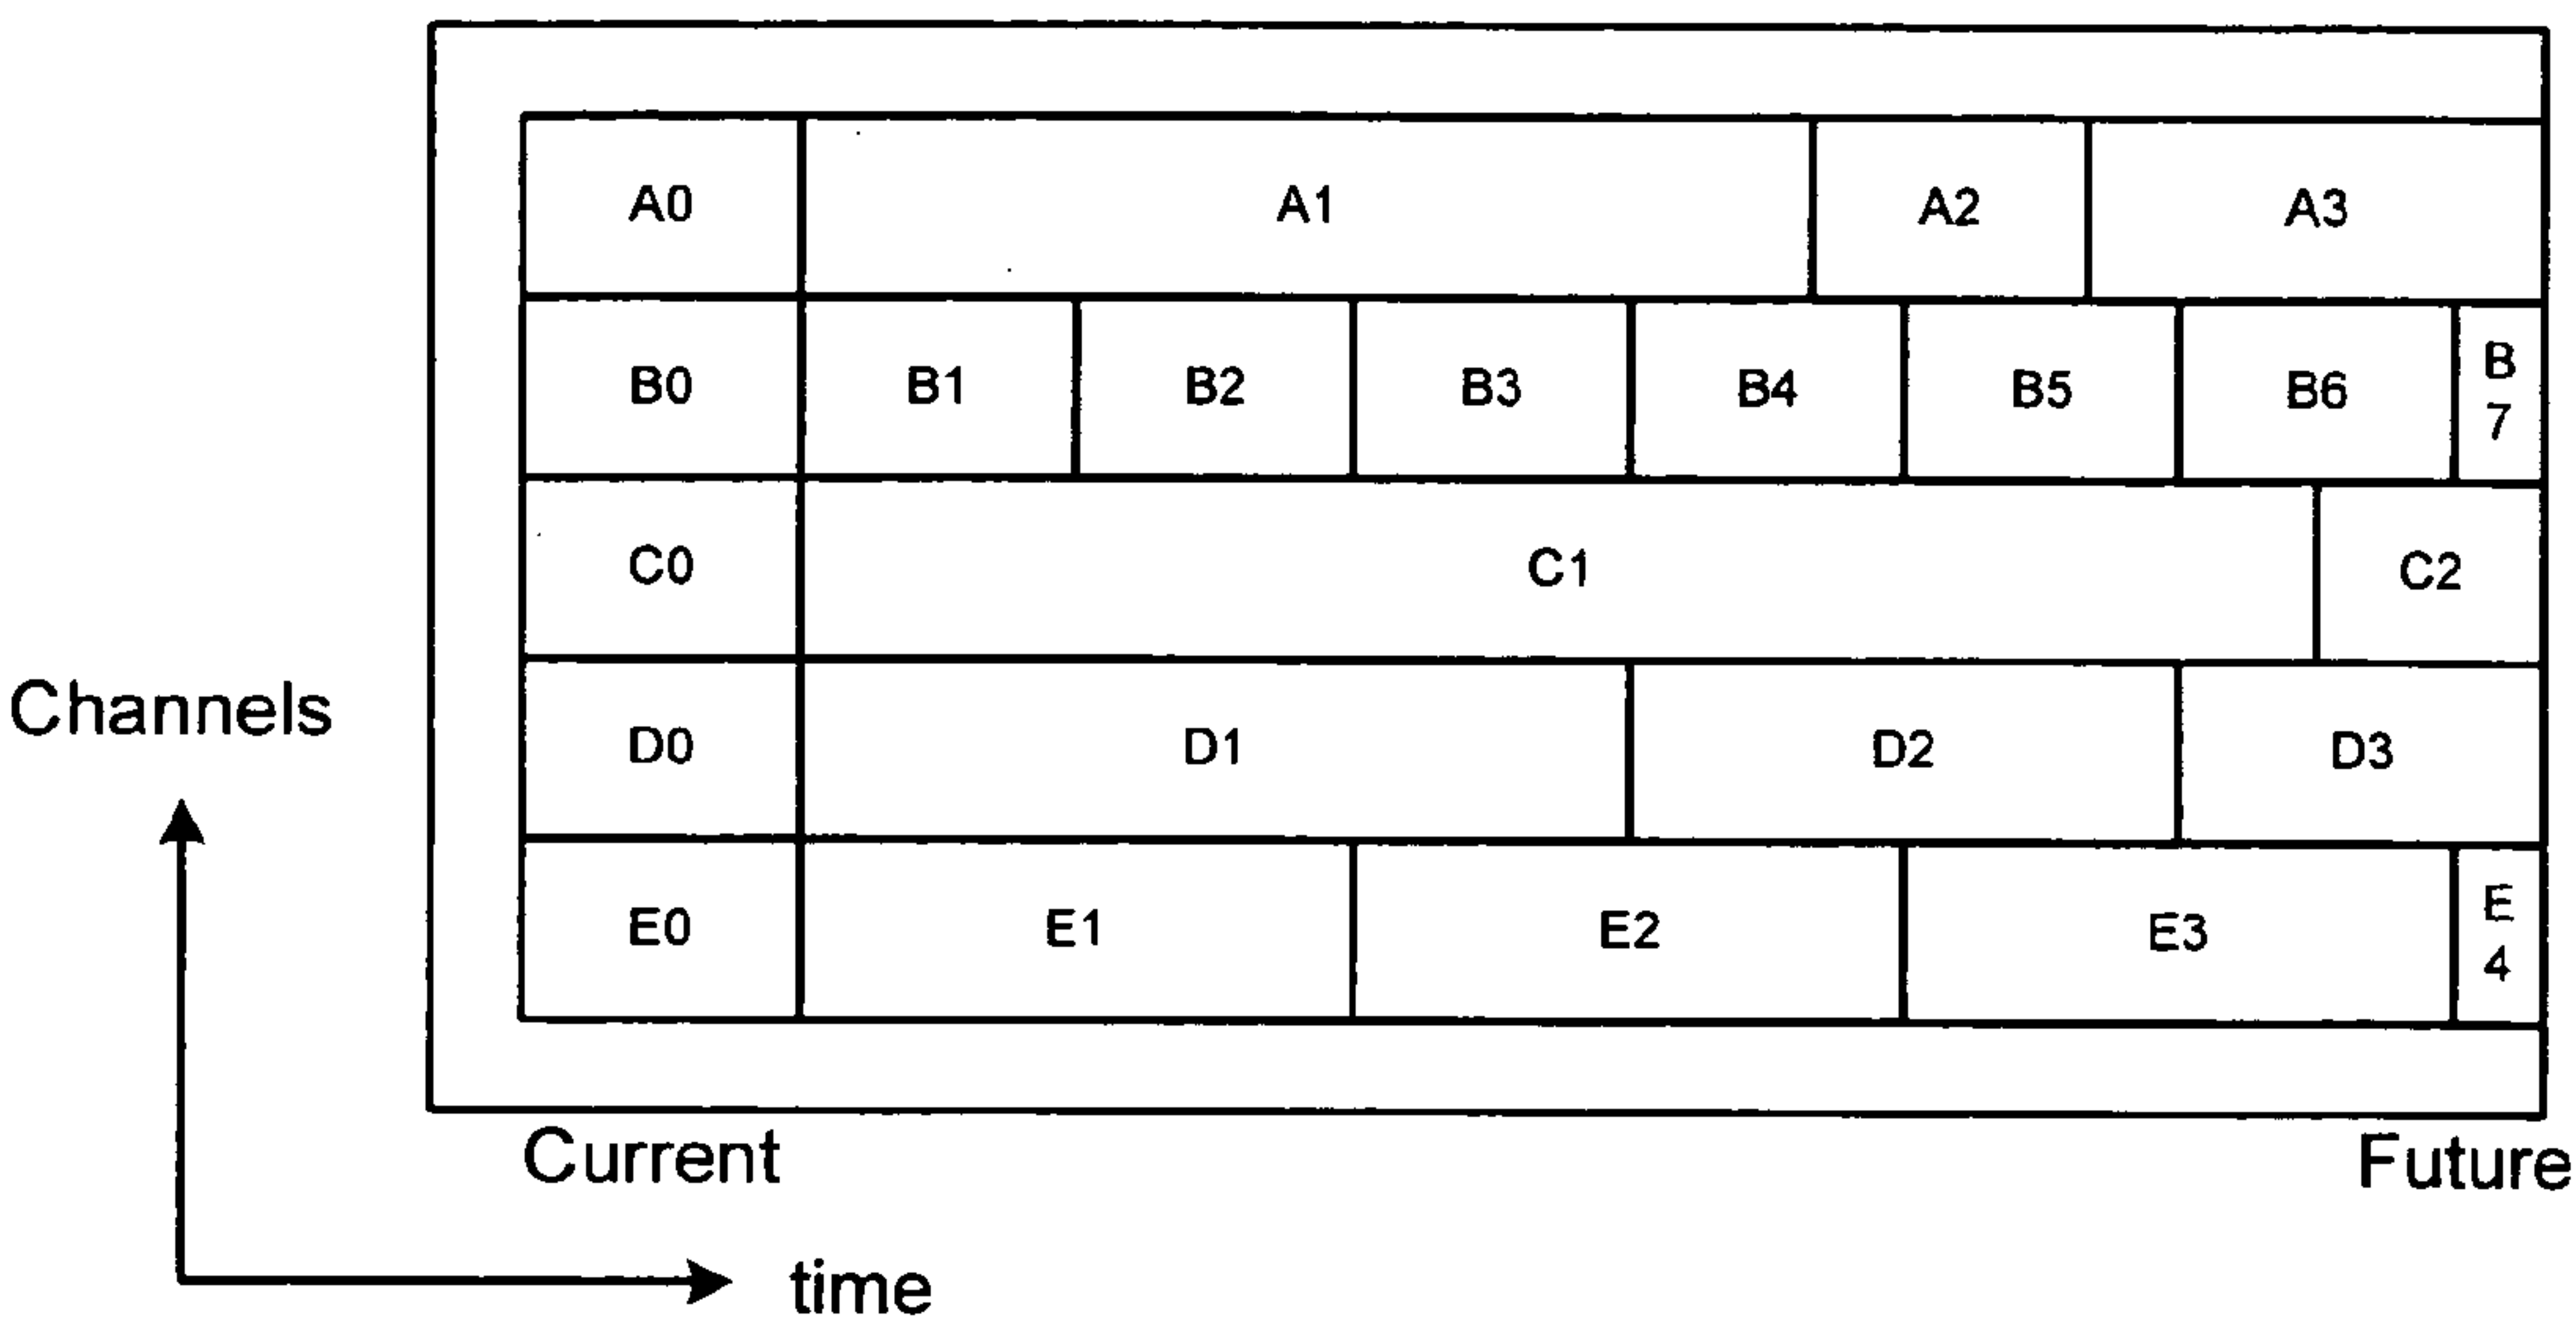 A0 A1 A2 A3
B0 B1 B2 B3 B4 B5 B6 B
7
C0 C1 C2
Channels
D0 D1 D2 D3
E0 E1 E2 E3 E
4
Current Future
time